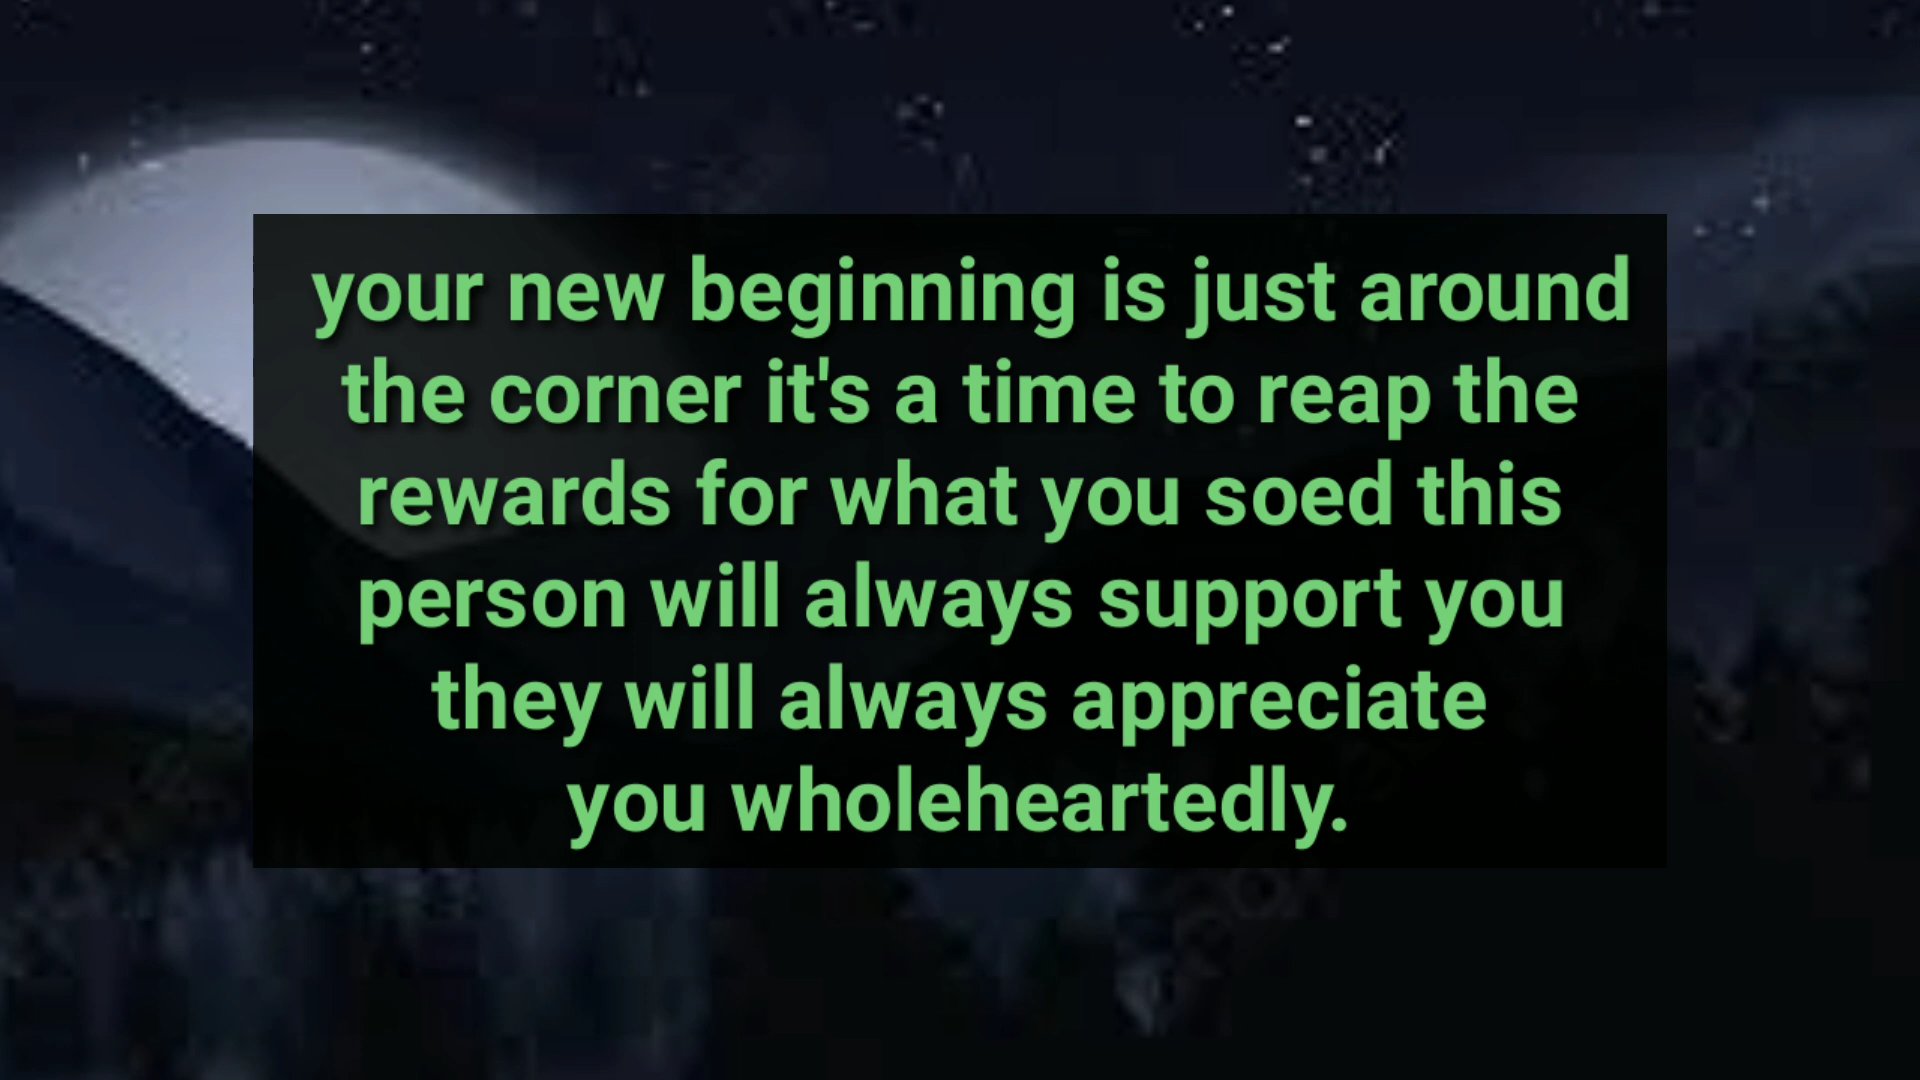 your new beginning is just around
the corner it's a time to reap the
rewards for what you soed this
person will always support you
they will always appreciate
you wholeheartedly.